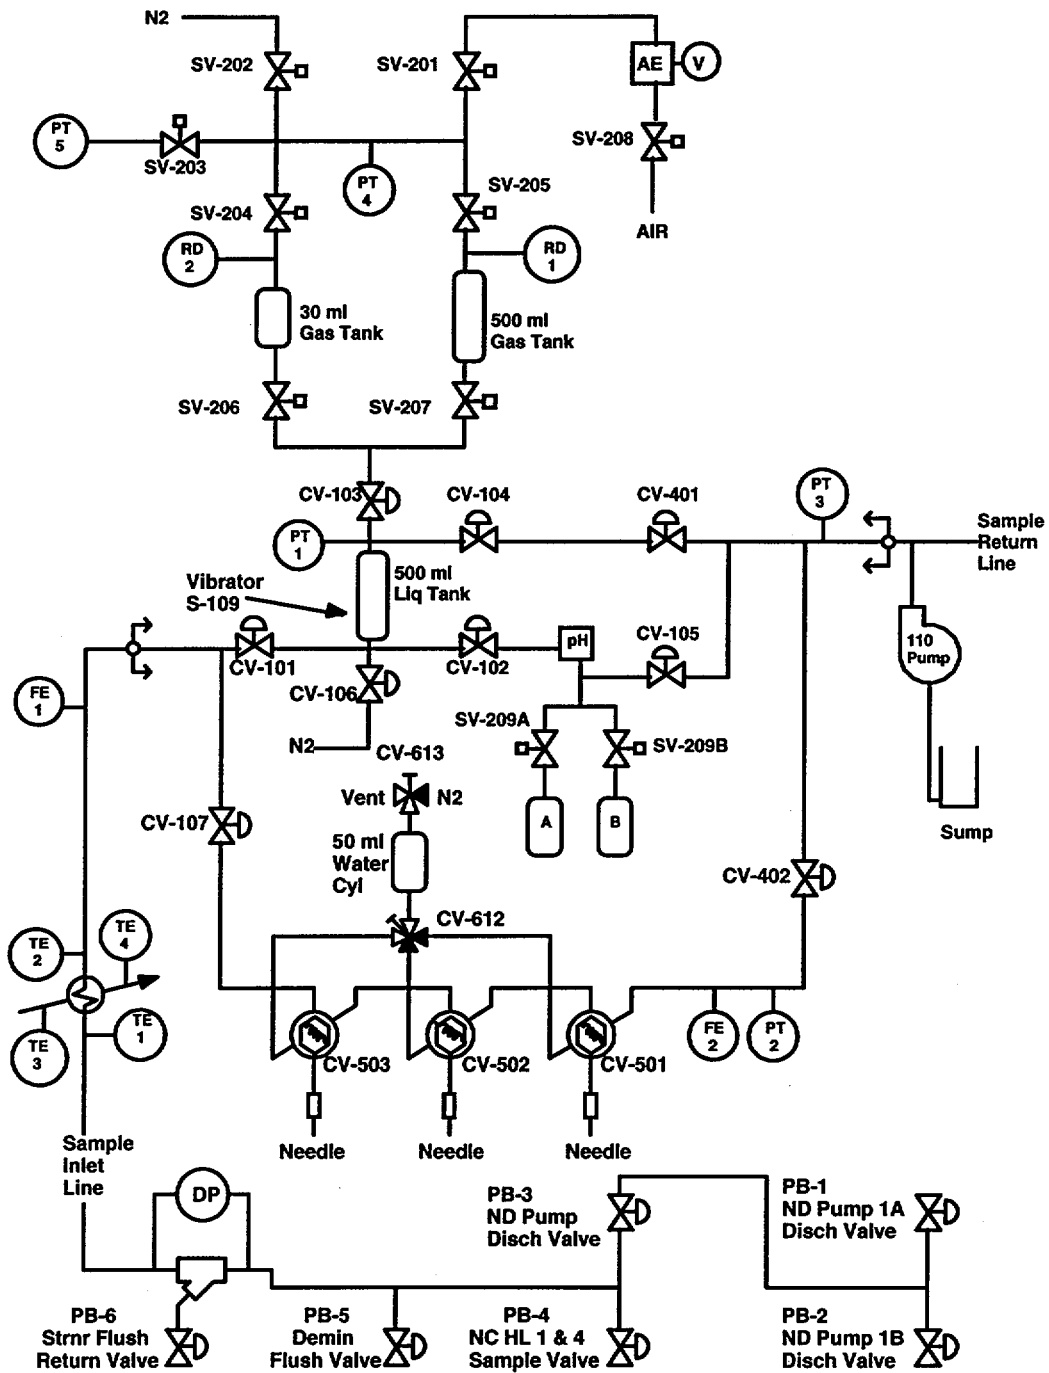 N2
SV-202
SV-201
AE
V
PT
5
SV-203
SV-208
PT
4
SV-205
SV-204
AIR
RD
2
RD
1
30 ml
Gas Tank
500 ml
Gas Tank
SV-206
SV-207
CV-103
CV-104
CV-401
PT
3
PT
1
Sample
Return
Line
500 ml
Liq Tank
Vibrator
S-109
pH
CV-105
110
Pump
CV-101
CV-102
CV-106
FE
1
SV-209A
SV-209B
N2
CV-613
Vent
N2
CV-107
A
B
Sump
50 ml
Water
Cyl
CV-402
CV-612
TE
4
TE
2
TE
1
TE
3
FE
2
PT
2
CV-503
CV-502
CV-501
Needle
Needle
Needle
Sample
Inlet
Line
DP
PB-3
ND Pump
Disch Valve
PB-1
ND Pump 1A
Disch Valve
PB-6
Strnr Flush
Return Valve
PB-5
Demin
Flush Valve
PB-4
NC HL 1 & 4
Sample Valve
PB-2
ND Pump 1B
Disch Valve